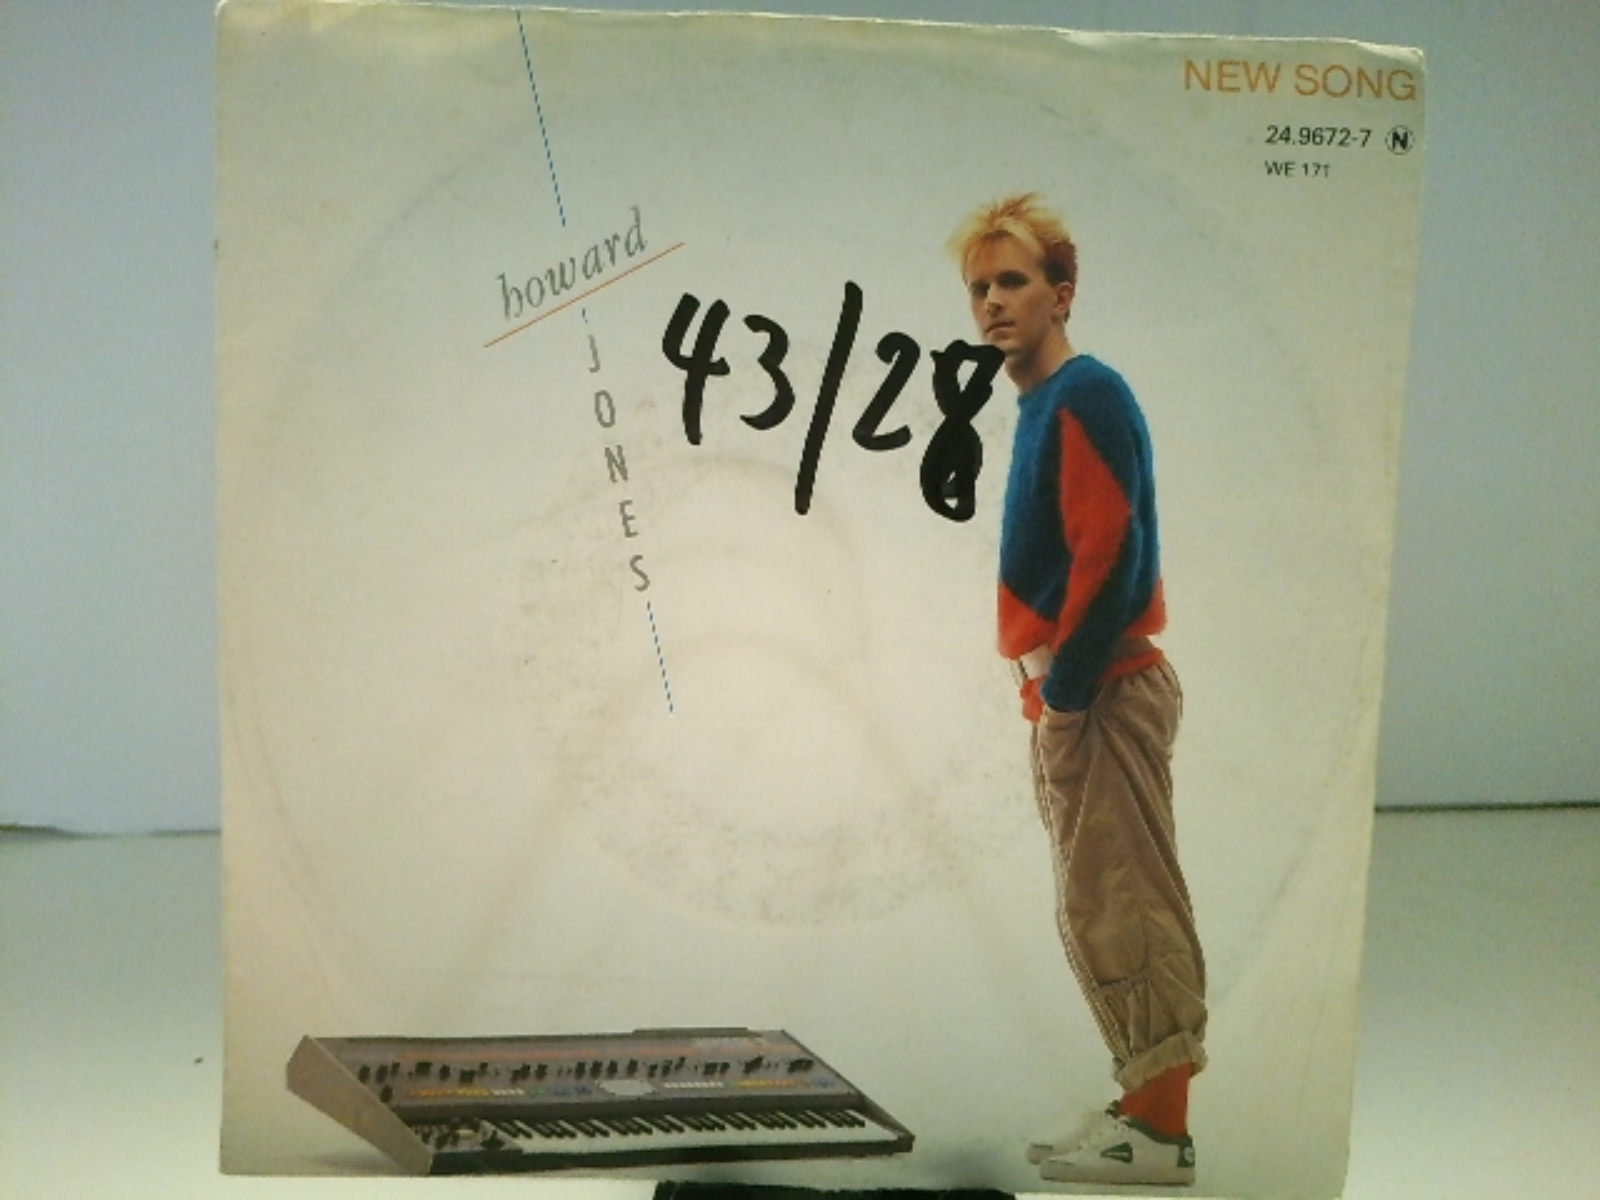 NEW SONG
24.9672-7 N
WE 171
howard
JONES
43/28